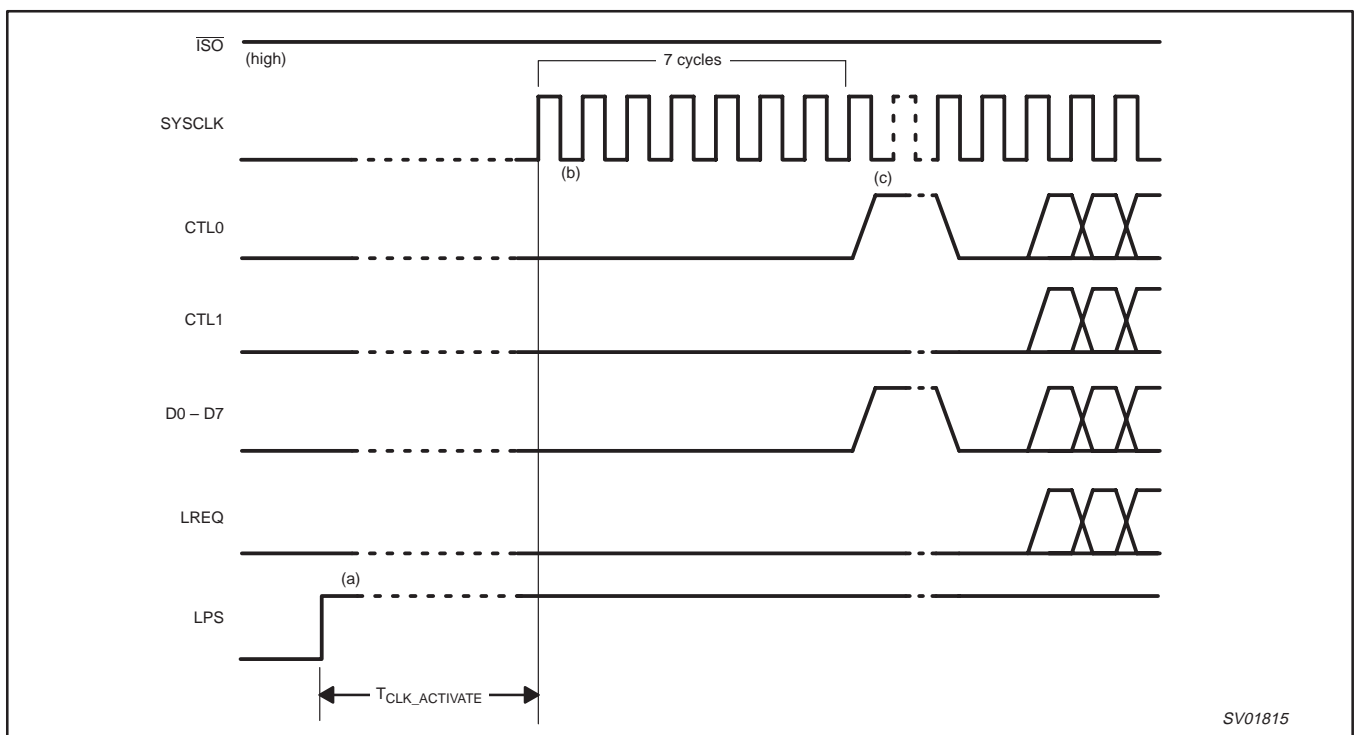 ISO
(high)
7 cycles
SYSCLK
(b)
(c)
CTL0
CTL1
D0 – D7
LREQ
(a)
LPS
TCLK_ACTIVATE
SV01815